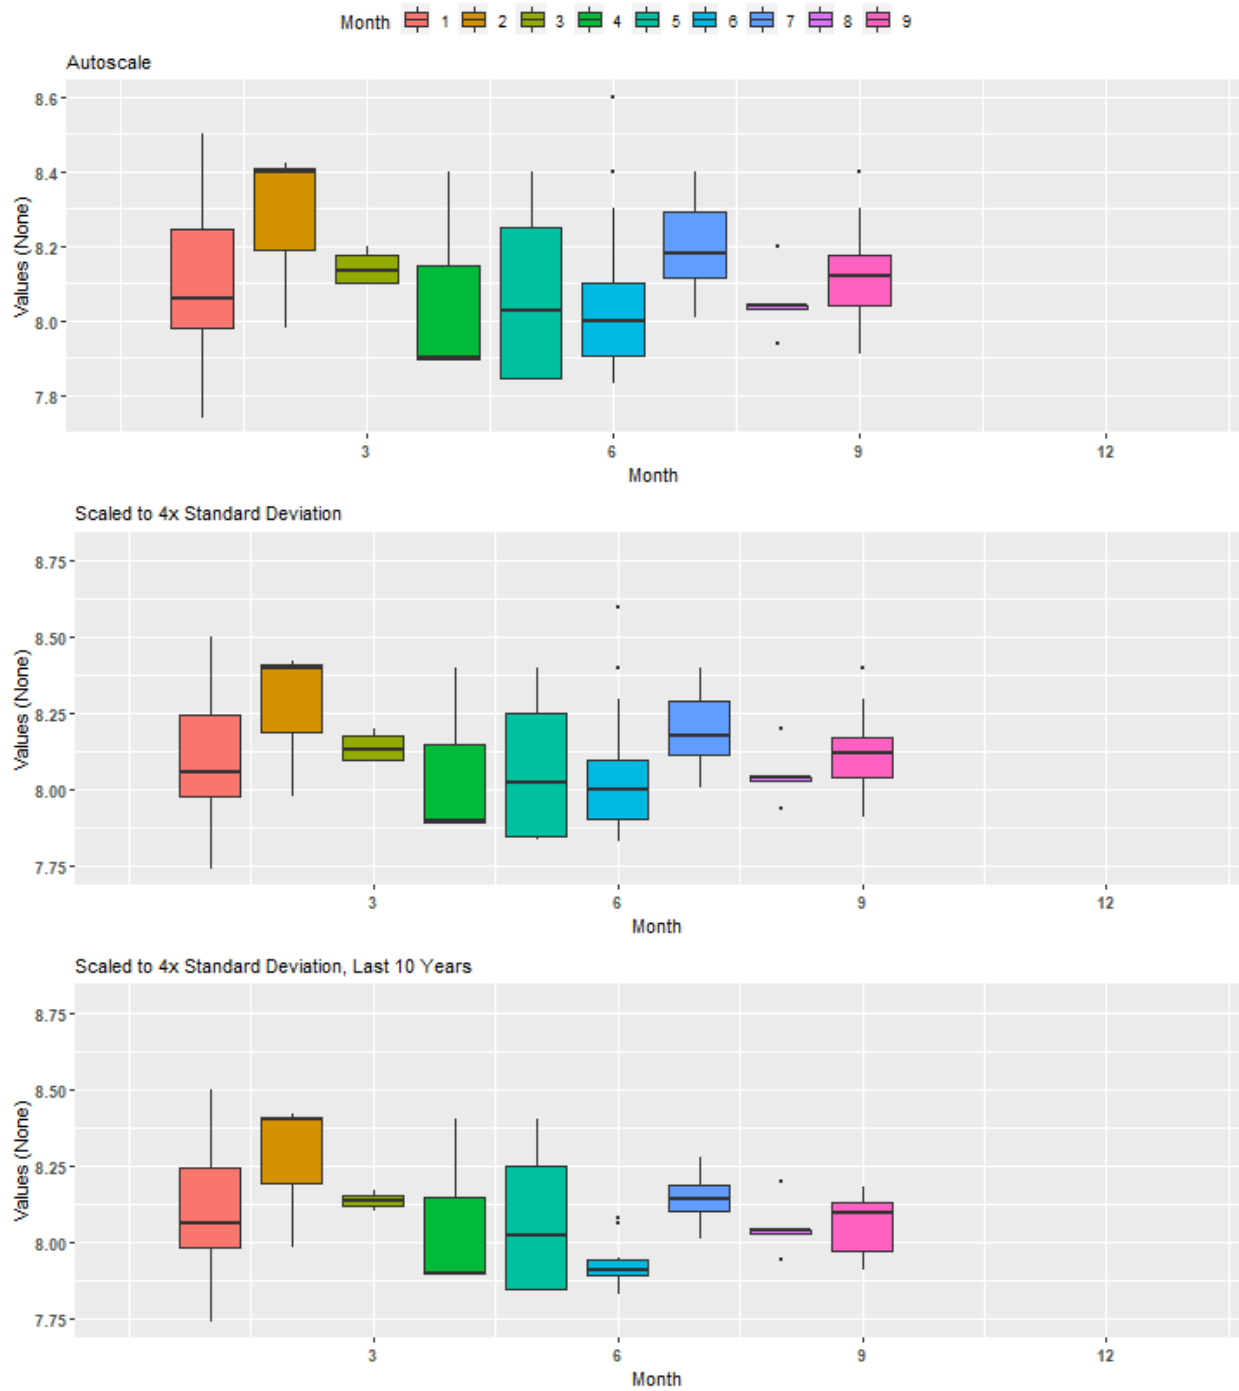 Month 1 2 3 4 5 6 7 8 9
Autoscale
Values (None)
8.6
8.4
8.2
8.0
7.8
3 6 9 12
Month
Scaled to 4x Standard Deviation
Values (None)
8.75
8.50
8.25
8.00
7.75
3 6 9 12
Month
Scaled to 4x Standard Deviation, Last 10 Years
Values (None)
8.75
8.50
8.25
8.00
7.75
3 6 9 12
Month